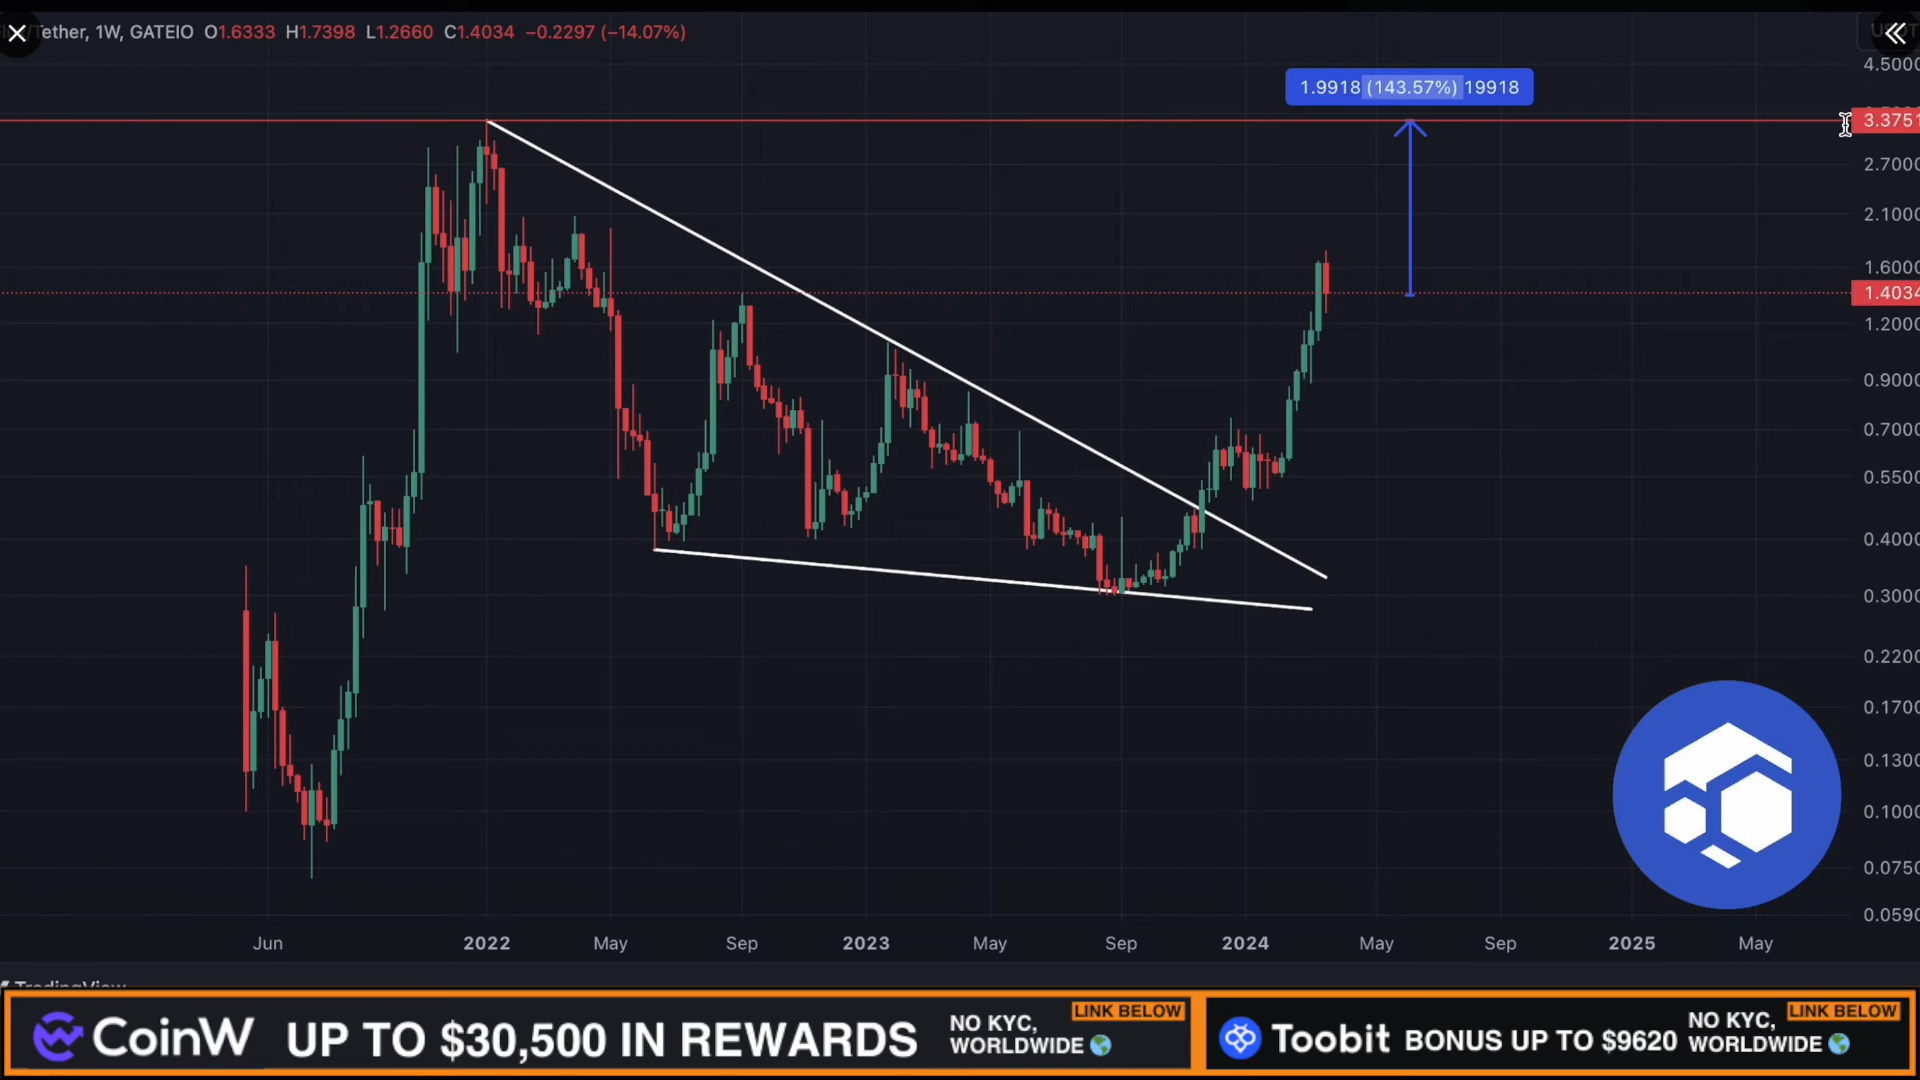 Tether, 1W, GATEIO O1.6333 H1.7398 L1.2660 C1.4034 −0.2297 (−14.07%)
1.9918 (143.57%) 19918
4.5000
3.3751
2.7000
2.1000
1.6000
1.4034
1.2000
0.9000
0.7000
0.5500
0.4000
0.3000
0.2200
0.1700
0.1300
0.1000
0.0750
0.0590
Jun 2022 May Sep 2023 May Sep 2024 May Sep 2025 May
TradingView
CoinW UP TO $30,500 IN REWARDS
NO KYC,
WORLDWIDE
LINK BELOW
Toobit BONUS UP TO $9620
NO KYC,
WORLDWIDE
LINK BELOW